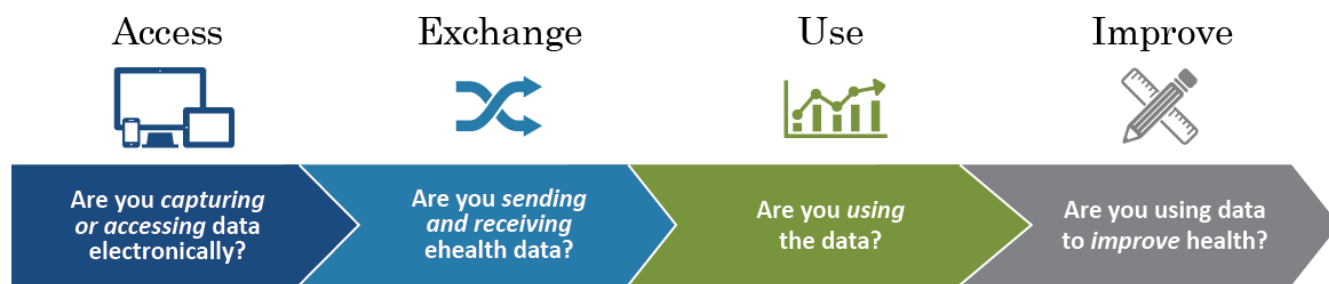 Access
Exchange
Use
Improve
Are you capturing
or accessing data
electronically?
Are you sending
and receiving
ehealth data?
Are you using
the data?
Are you using data
to improve health?